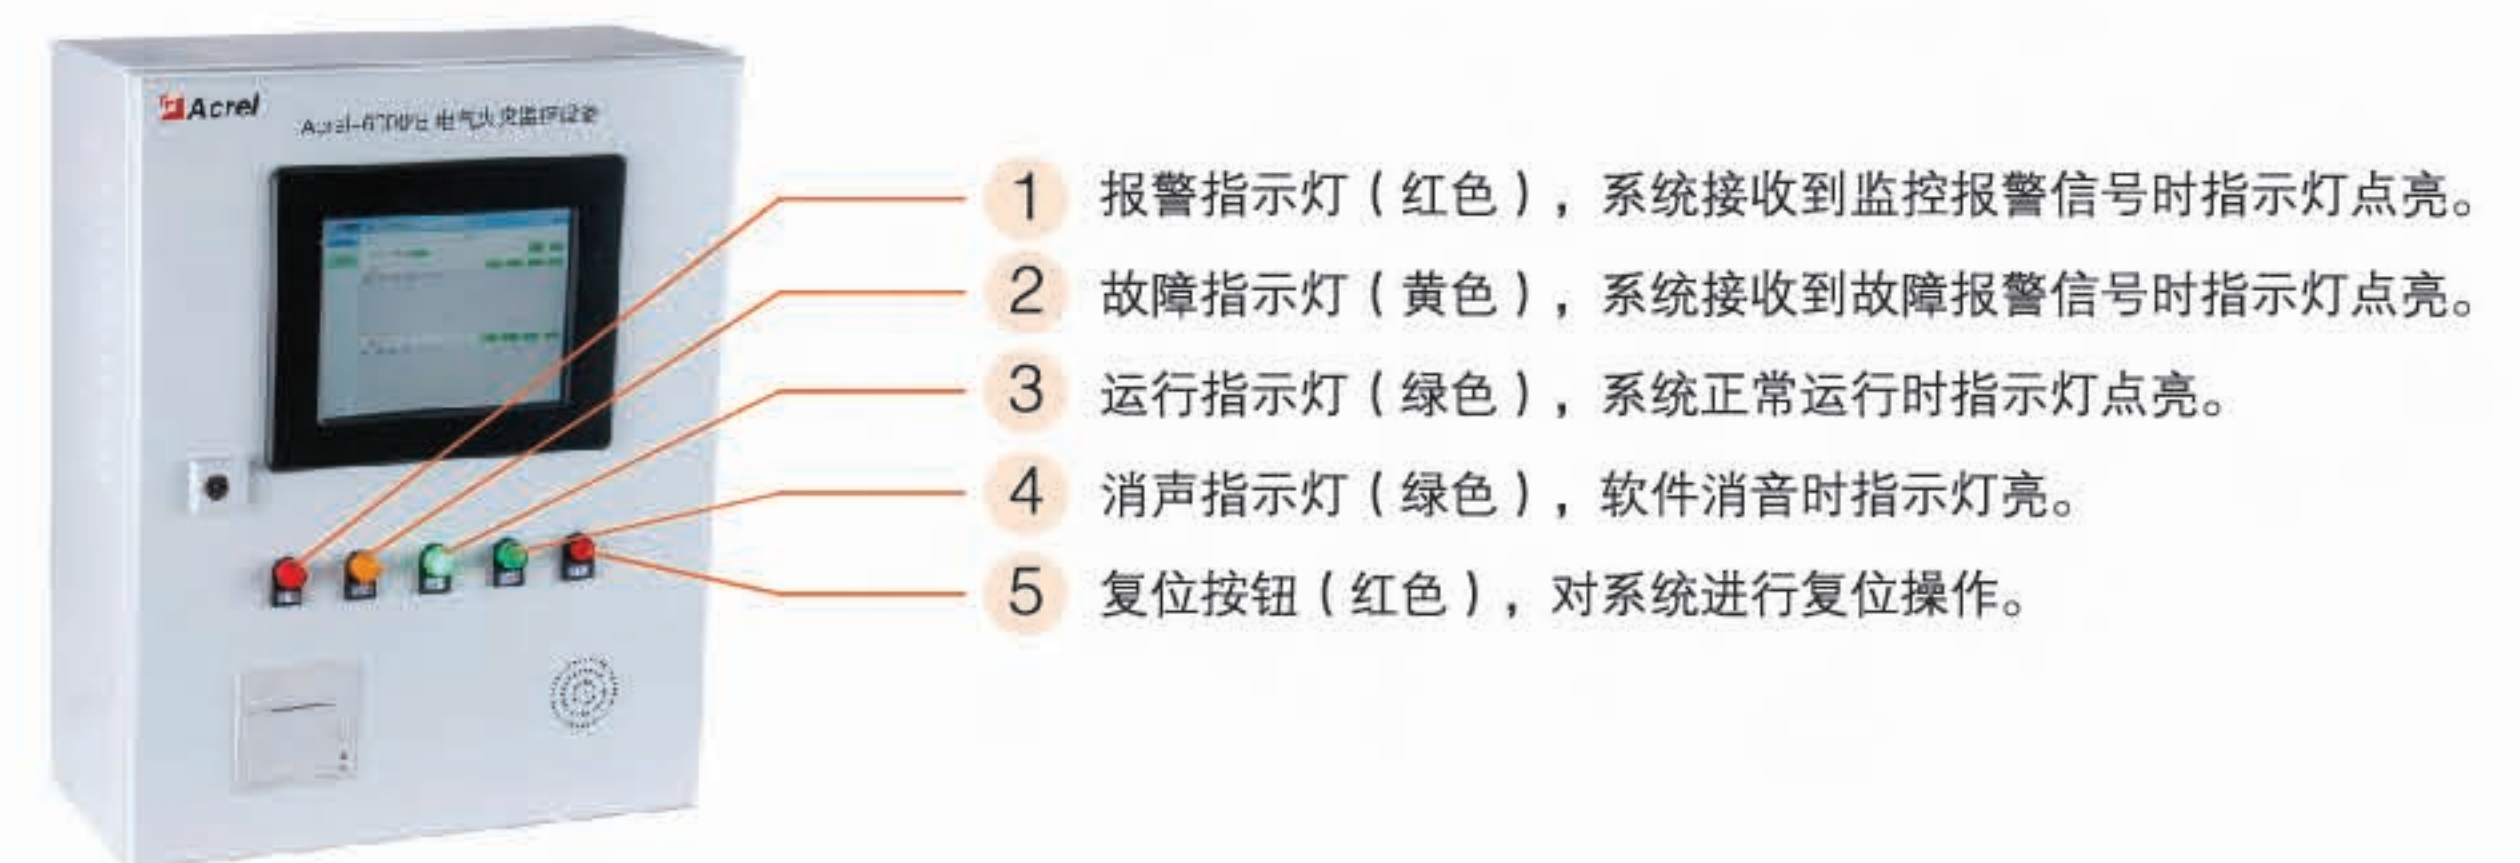 Acrel
电气火灾监控设备
1 报警指示灯（红色），系统接收到监控报警信号时指示灯点亮。
2 故障指示灯（黄色），系统接收到故障报警信号时指示灯点亮。
3 运行指示灯（绿色），系统正常运行时指示灯点亮。
4 消声指示灯（绿色），软件消音时指示灯亮。
5 复位按钮（红色），对系统进行复位操作。